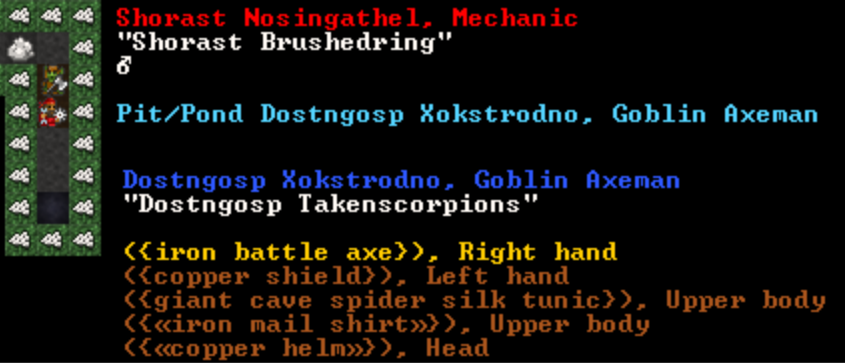 Shorast Nosingathel, Mechanic
"Shorast Brushedring"
♂
Pit/Pond Dostngosp Xokstrodno, Goblin Axeman
Dostngosp Xokstrodno, Goblin Axeman
"Dostngosp Takenscorpions"
({iron battle axe}), Right hand
({copper shield}), Left hand
({giant cave spider silk tunic}), Upper body
({«iron mail shirt»}), Upper body
({«copper helm»}), Head